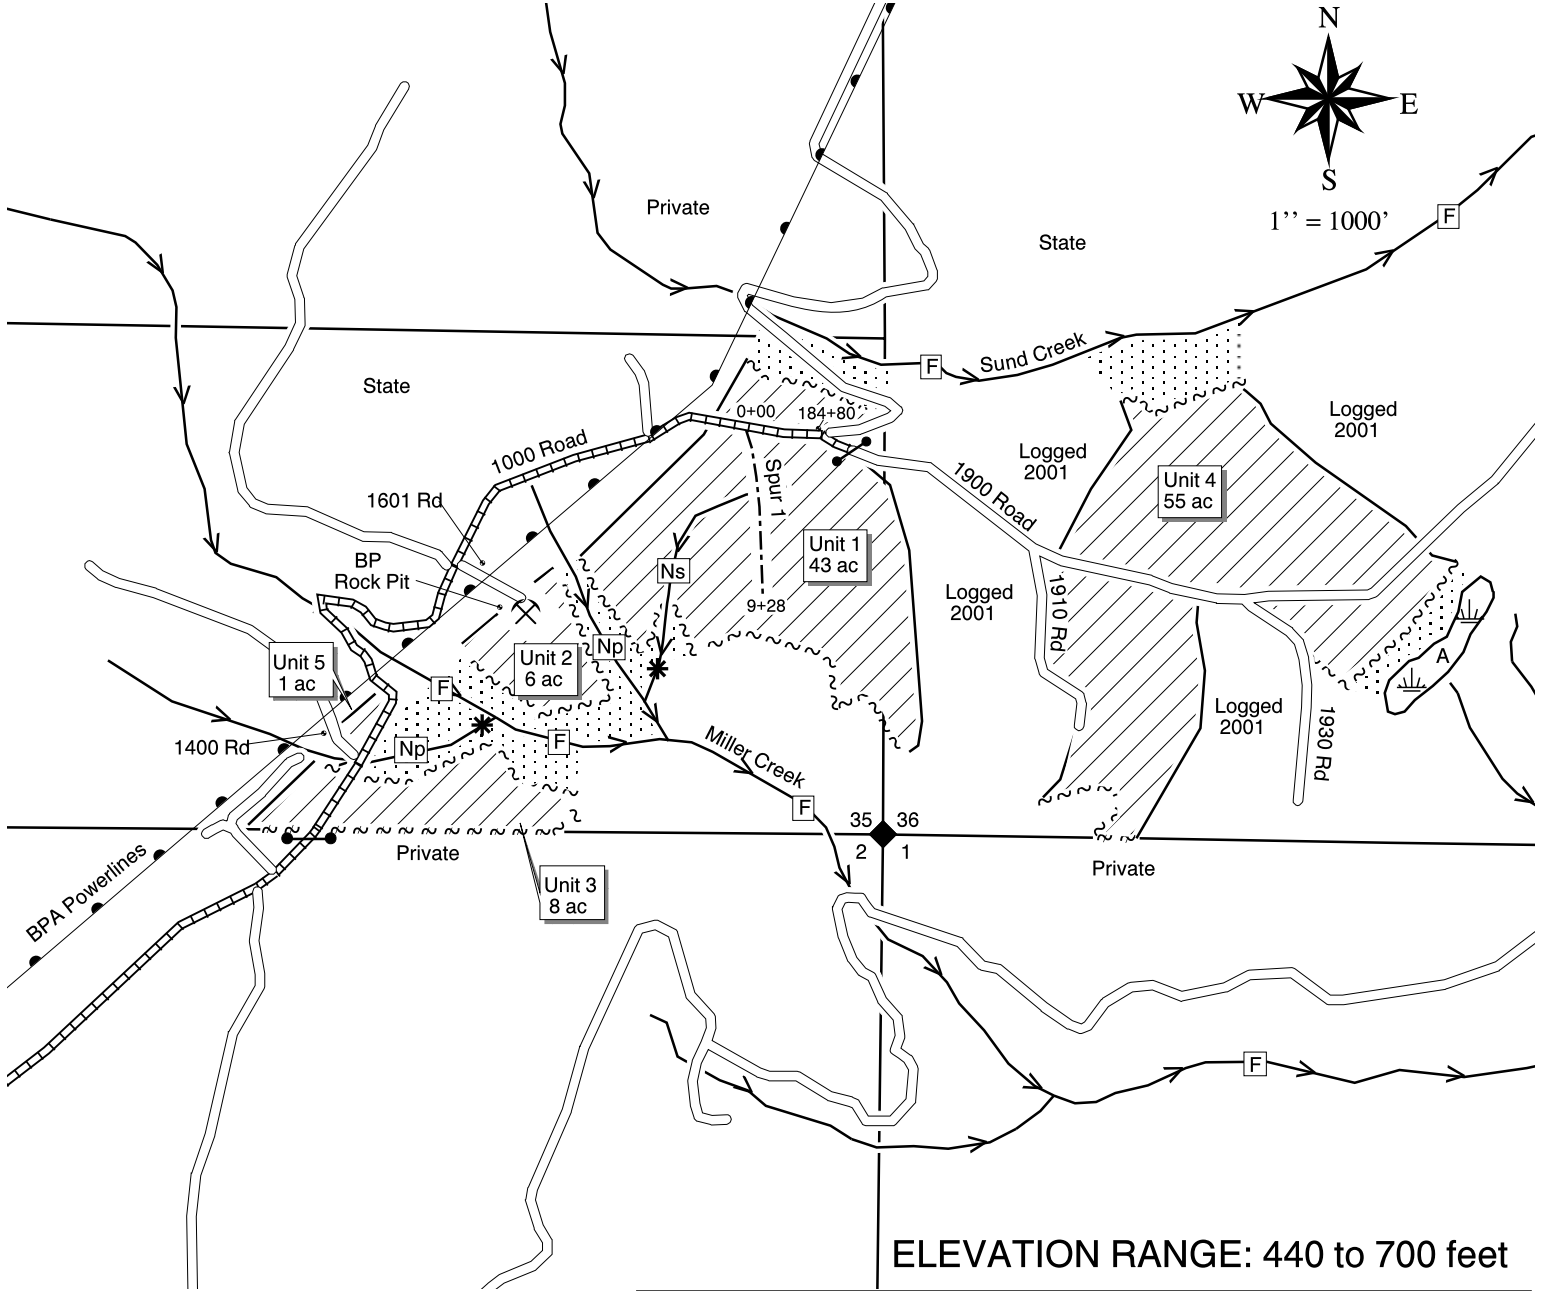 N
W E
S
1’’ = 1000’
F
Private
State
Sund Creek
F
State
0+00
184+80
1000 Road
Spur 1
1900 Road
Logged
2001
Logged
2001
Unit 4
55 ac
1601 Rd
BP
Rock Pit
Ns
Unit 1
43 ac
9+28
Logged
2001
1910 Rd
Np
Unit 2
6 ac
Unit 5
1 ac
F
A
1400 Rd
Np
F
Miller Creek
Logged
2001
1930 Rd
F
35 36
2 1
Private
Private
BPA Powerlines
Unit 3
8 ac
F
ELEVATION RANGE: 440 to 700 feet